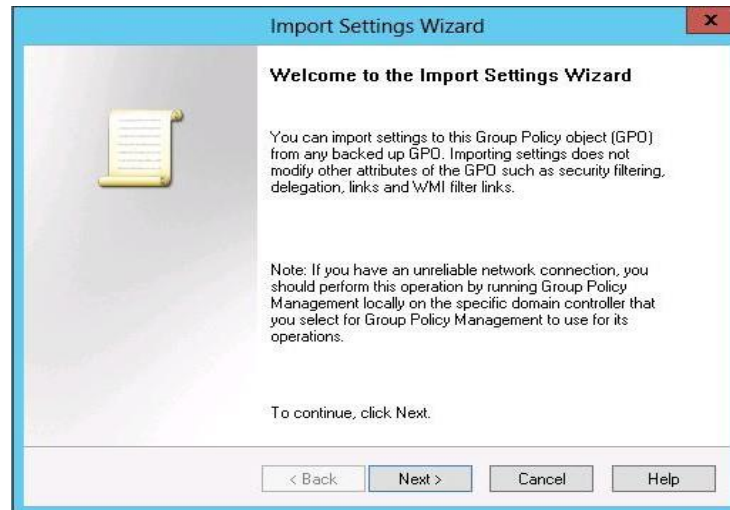 Import Settings Wizard
x
Welcome to the Import Settings Wizard
You can import settings to this Group Policy object (GPO)
from any backed up GPO. Importing settings does not
modify other attributes of the GPO such as security filtering,
delegation, links and WMI filter links.
Note: If you have an unreliable network connection, you
should perform this operation by running Group Policy
Management locally on the specific domain controller that
you select for Group Policy Management to use for its
operations.
To continue, click Next.
< Back
Next >
Cancel
Help